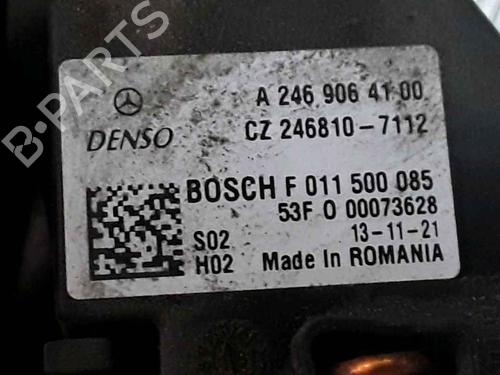 A 246 906 41 00
DENSO CZ 246810-7112
BOSCH F 011 500 085
53F 0 00073628
S02 13-11-21
H02 Made In ROMANIA
B-Parts